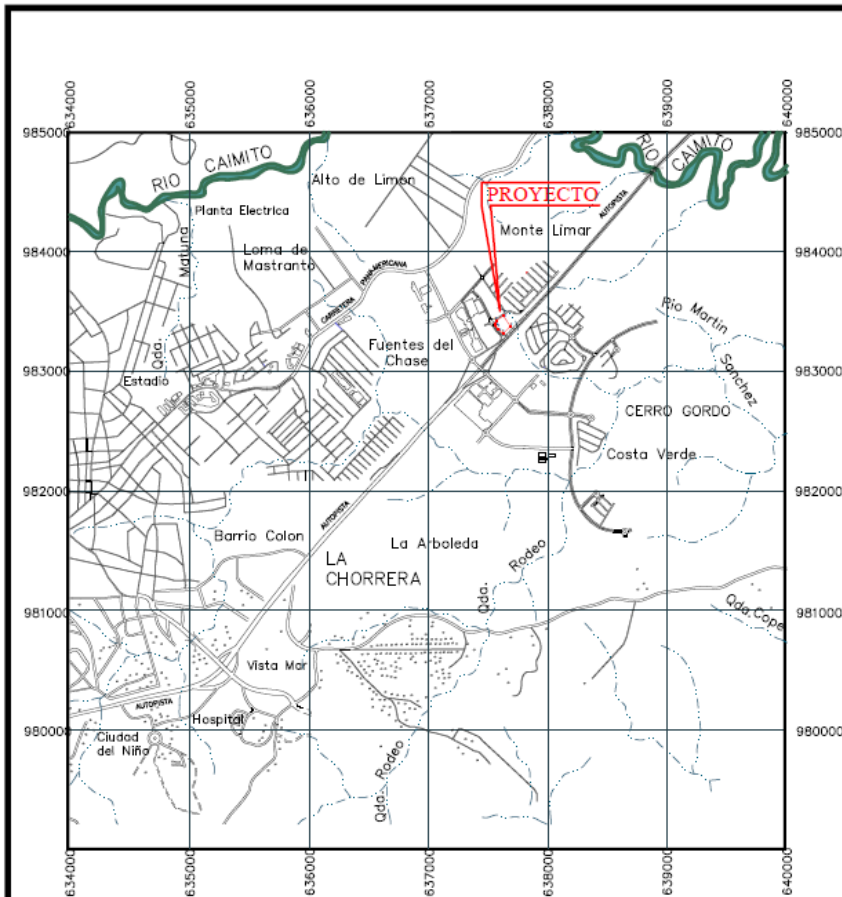 634000
635000
636000
637000
638000
639000
640000
985000
985000
RIO CAIMITO
RIO CAIMITO
Alto de Limon
PROYECTO
AUTOPISTA
Planta Electrica
Monte Limar
984000
984000
Matuna
Loma de
Mastranto
CARRETERA PANAMERICANA
Rio Martin
Sanchez
Fuentes del
Chase
983000
983000
Qda.
Estadio
CERRO GORDO
Costa Verde
982000
982000
AUTOPISTA
Barrio Colon
La Arboleda
LA
CHORRERA
Qda. Rodeo
981000
981000
Qda.Cope
Vista Mar
AUTOPISTA
Hospital
980000
980000
Ciudad
del Niño
Qda. Rodeo
634000
635000
636000
637000
638000
639000
640000